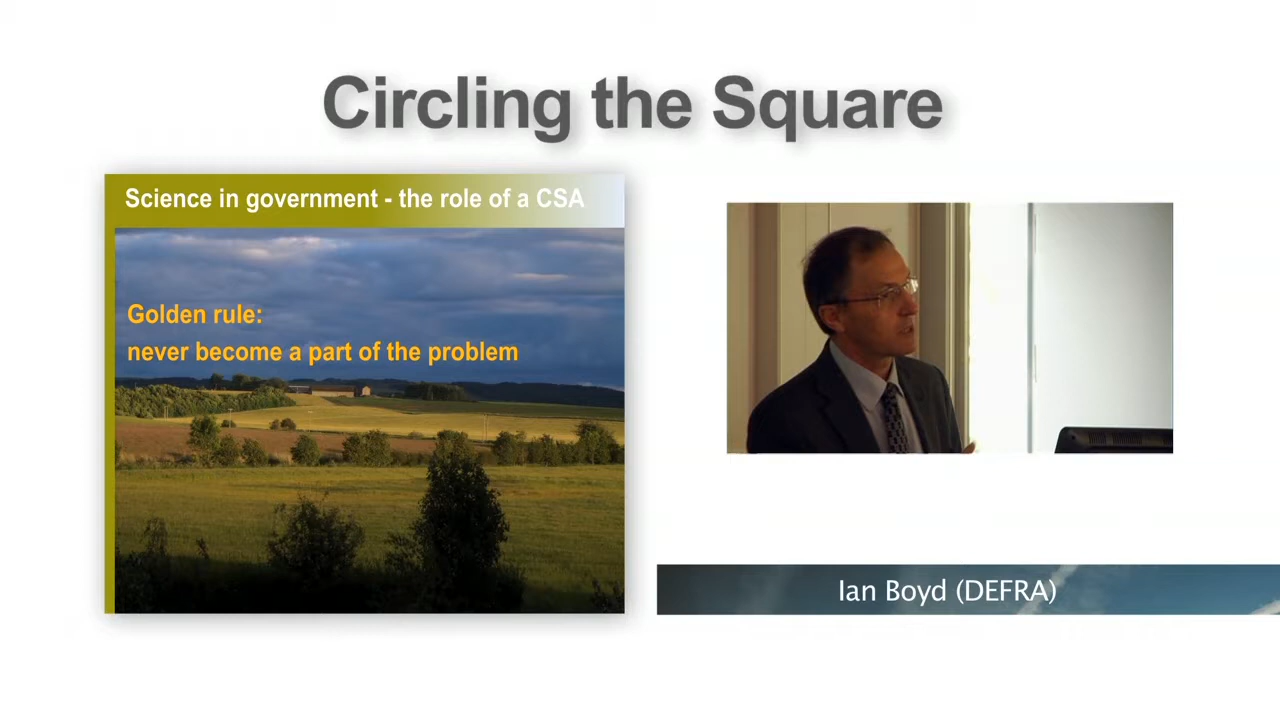 Circling the Square
Science in government - the role of a CSA
Golden rule:
never become a part of the problem
Ian Boyd (DEFRA)